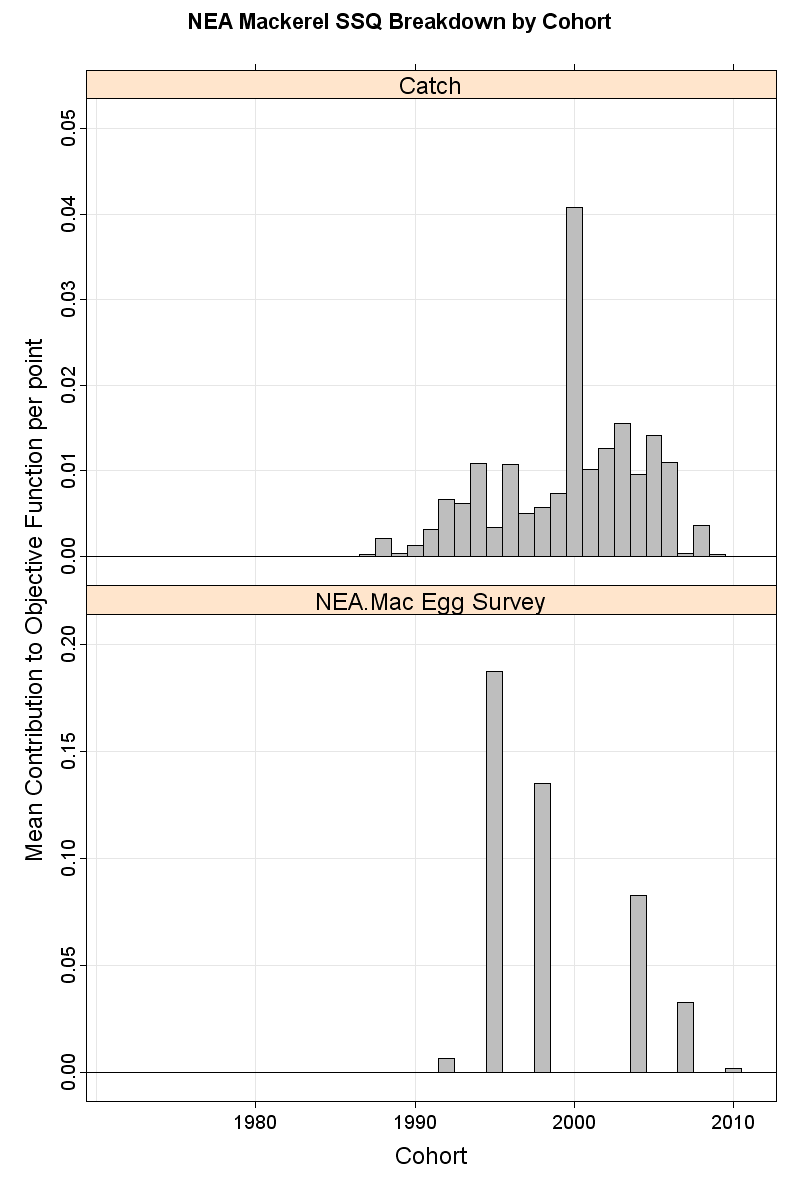 NEA Mackerel SSQ Breakdown by Cohort
Catch
0.05
0.04
0.03
0.02
0.01
0.00
NEA.Mac Egg Survey
0.20
0.15
0.10
0.05
0.00
Mean Contribution to Objective Function per point
1980 1990 2000 2010
Cohort